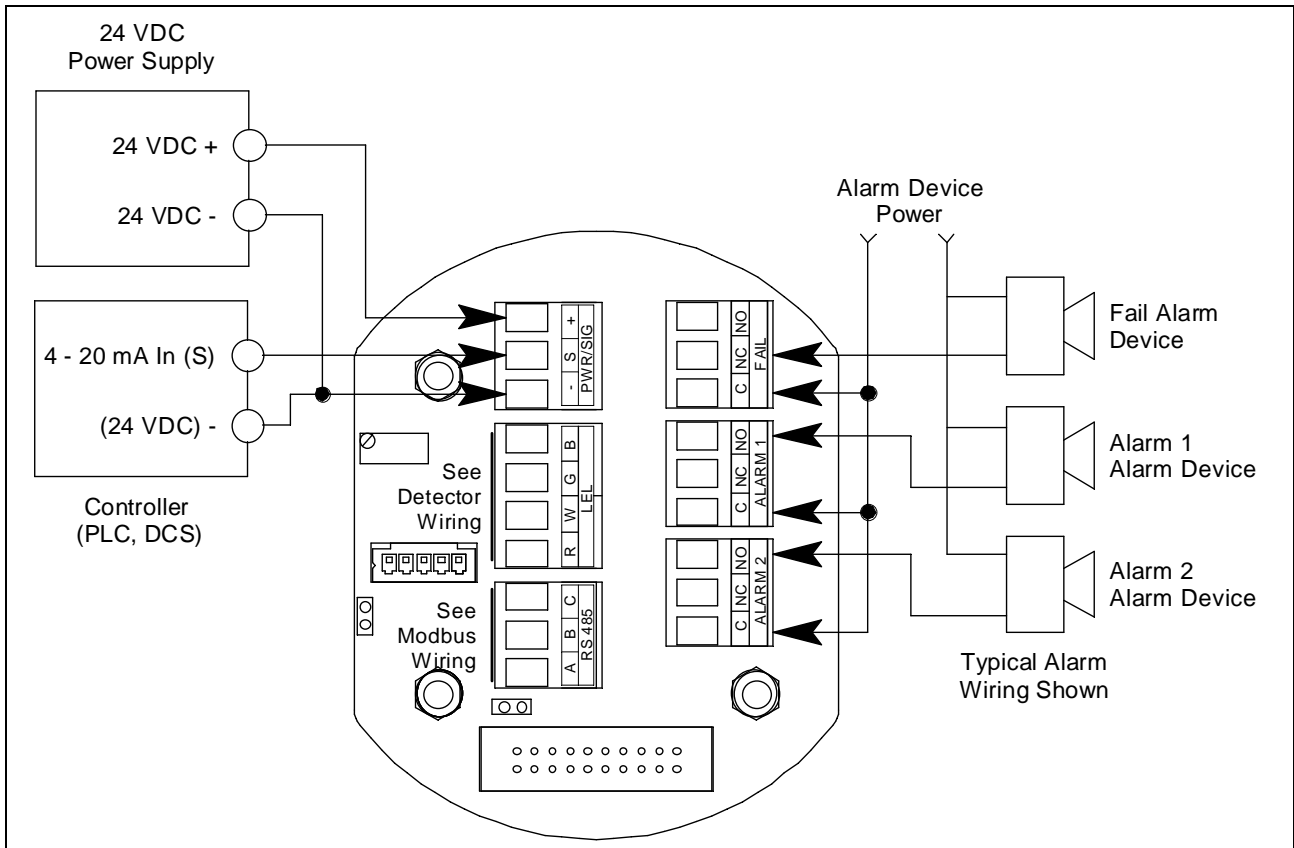 24 VDC
Power Supply
24 VDC +
24 VDC -
4 - 20 mA In (S)
(24 VDC) -
Controller
(PLC, DCS)
+
S
-
PWR/SIG
See
Detector
Wiring
B
G
W
R
LEL
See
Modbus
Wiring
C
B
A
RS 485
NO
NC
C
FAIL
NO
NC
C
ALARM 1
NO
NC
C
ALARM 2
Alarm Device
Power
Fail Alarm
Device
Alarm 1
Alarm Device
Alarm 2
Alarm Device
Typical Alarm
Wiring Shown